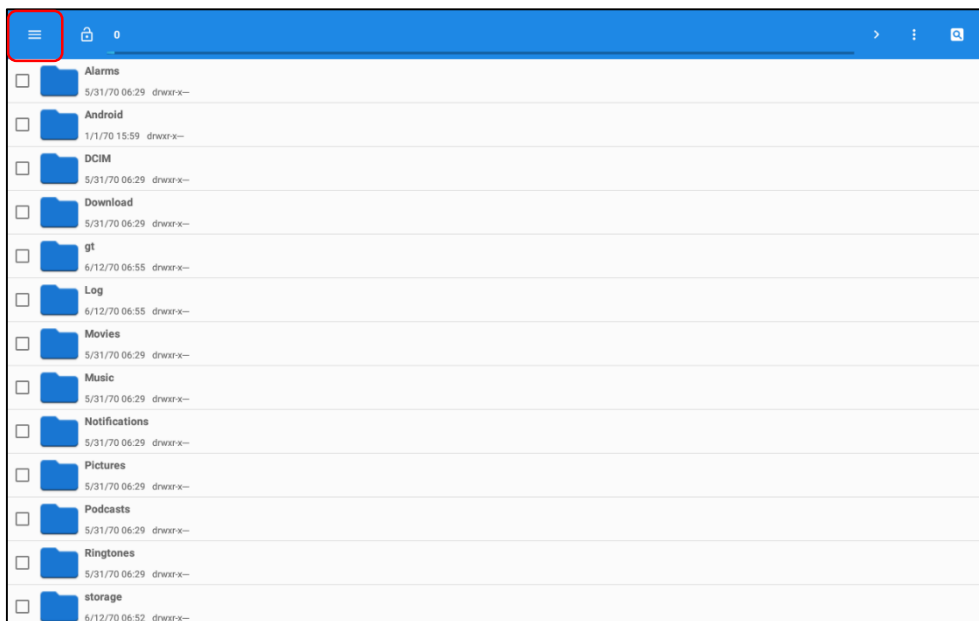 0
Alarms
5/31/70 06:29 drwxr-x—
Android
1/1/70 15:59 drwxr-x—
DCIM
5/31/70 06:29 drwxr-x—
Download
5/31/70 06:29 drwxr-x—
gt
6/12/70 06:55 drwxr-x—
Log
6/12/70 06:55 drwxr-x—
Movies
5/31/70 06:29 drwxr-x—
Music
5/31/70 06:29 drwxr-x—
Notifications
5/31/70 06:29 drwxr-x—
Pictures
5/31/70 06:29 drwxr-x—
Podcasts
5/31/70 06:29 drwxr-x—
Ringtones
5/31/70 06:29 drwxr-x—
storage
6/12/70 06:52 drwxr-x—